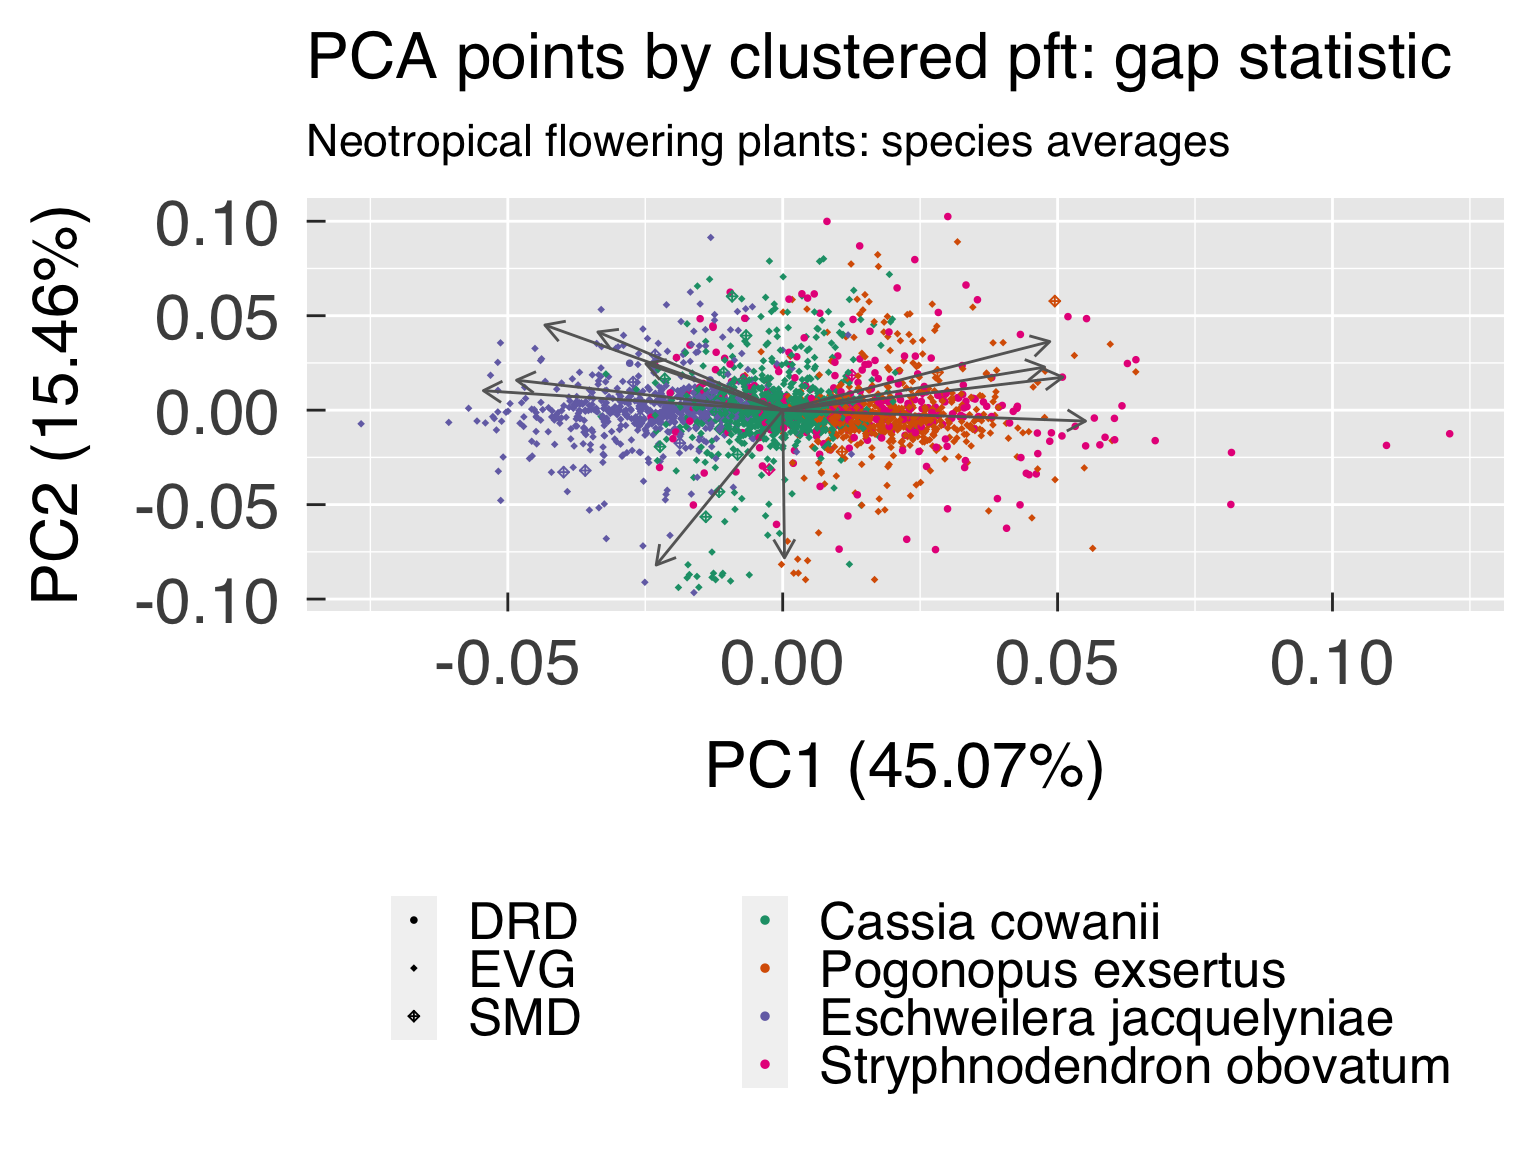 PCA points by clustered pft: gap statistic
Neotropical flowering plants: species averages
PC2 (15.46%)
0.10
0.05
0.00
-0.05
-0.10
-0.05 0.00 0.05 0.10
PC1 (45.07%)
DRD
EVG
SMD
Cassia cowanii
Pogonopus exsertus
Eschweilera jacquelyniae
Stryphnodendron obovatum